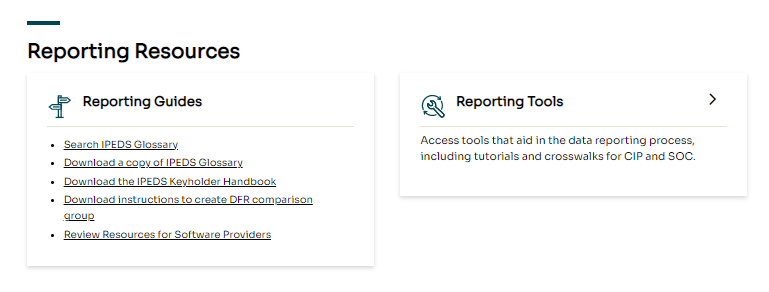 Reporting Resources
Reporting Guides
Search IPEDS Glossary
Download a copy of IPEDS Glossary
Download the IPEDS Keyholder Handbook
Download instructions to create DFR comparison
group
Review Resources for Software Providers
Reporting Tools
Access tools that aid in the data reporting process,
including tutorials and crosswalks for CIP and SOC.